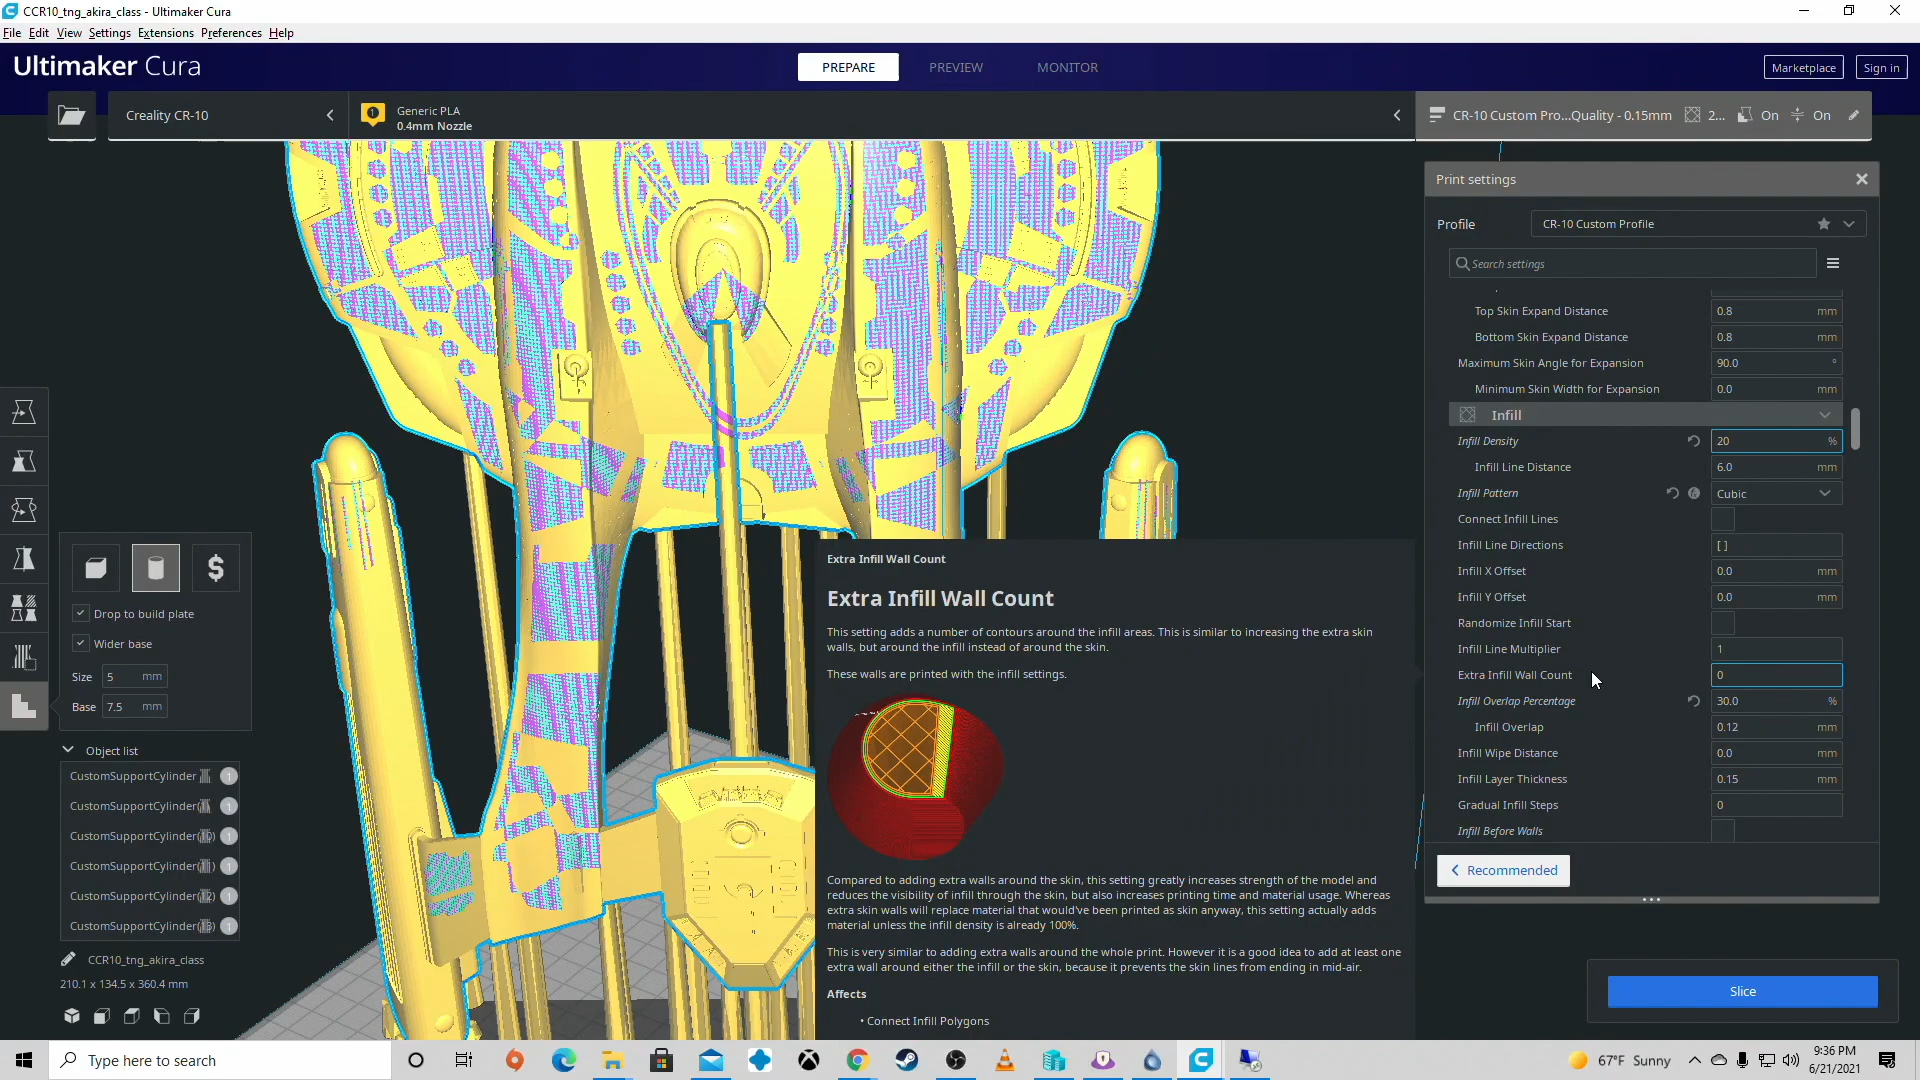 CCR10_tng_akira_class - Ultimaker Cura
File Edit View Settings Extensions Preferences Help
Ultimaker Cura
PREPARE
PREVIEW
MONITOR
Marketplace
Sign in
Creality CR-10
1
Generic PLA
0.4mm Nozzle
CR-10 Custom Pro...Quality - 0.15mm
2...
On
On
Print settings
Profile
CR-10 Custom Profile
Search settings
Top Skin Expand Distance
0.8 mm
Bottom Skin Expand Distance
0.8 mm
Maximum Skin Angle for Expansion
90.0 °
Minimum Skin Width for Expansion
0.0 mm
Infill
Infill Density
20 %
Infill Line Distance
6.0 mm
Infill Pattern
Cubic
Connect Infill Lines
Infill Line Directions
[ ]
Infill X Offset
0.0 mm
Infill Y Offset
0.0 mm
Randomize Infill Start
Infill Line Multiplier
1
Extra Infill Wall Count
0
Infill Overlap Percentage
30.0 %
Infill Overlap
0.12 mm
Infill Wipe Distance
0.0 mm
Infill Layer Thickness
0.15 mm
Gradual Infill Steps
0
Infill Before Walls
Recommended
Slice
Extra Infill Wall Count
Extra Infill Wall Count
This setting adds a number of contours around the infill areas. This is similar to increasing the extra skin
walls, but around the infill instead of around the skin.
These walls are printed with the infill settings.
Compared to adding extra walls around the skin, this setting greatly increases strength of the model and
reduces the visibility of infill through the skin, but also increases printing time and material usage. Whereas
extra skin walls will replace material that would've been printed as skin anyway, this setting actually adds
material unless the infill density is already 100%.
This is very similar to adding extra walls around the whole print. However it is a good idea to add at least one
extra wall around either the infill or the skin, because it prevents the skin lines from ending in mid-air.
Affects
• Connect Infill Polygons
$
Drop to build plate
Wider base
Size 5 mm
Base 7.5 mm
Object list
CustomSupportCylinder 1
CustomSupportCylinder( 1
CustomSupportCylinder( 1
CustomSupportCylinder( 1
CustomSupportCylinder( 1
CustomSupportCylinder( 1
CCR10_tng_akira_class
210.1 x 134.5 x 360.4 mm
Type here to search
67°F Sunny
9:36 PM
6/21/2021